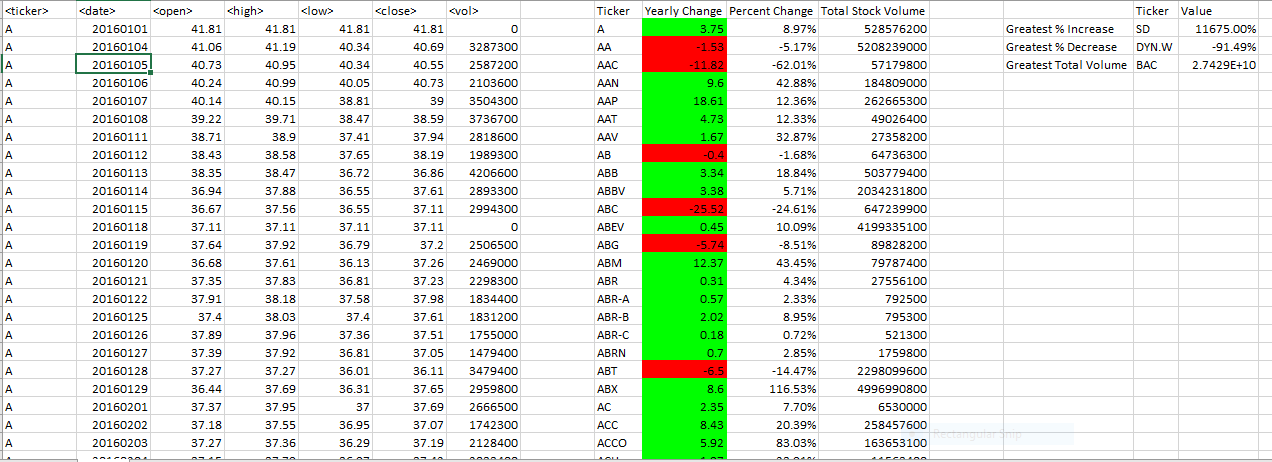 <ticker> <date> <open> <high> <low> <close> <vol> Ticker Yearly Change Percent Change Total Stock Volume Ticker Value
A 20160101 41.81 41.81 41.81 41.81 0 A 3.75 8.97% 528576200 Greatest % Increase SD 11675.00%
A 20160104 41.06 41.19 40.34 40.69 3287300 AA -1.53 -5.17% 5208239000 Greatest % Decrease DYN.W -91.49%
A 20160105 40.73 40.95 40.34 40.55 2587200 AAC -11.82 -62.01% 57179800 Greatest Total Volume BAC 2.7429E+10
A 20160106 40.24 40.99 40.05 40.73 2103600 AAN 9.6 42.88% 184809000
A 20160107 40.14 40.15 38.81 39 3504300 AAP 18.61 12.36% 262665300
A 20160108 39.22 39.71 38.47 38.59 3736700 AAT 4.73 12.33% 49026400
A 20160111 38.71 38.9 37.41 37.94 2818600 AAV 1.67 32.87% 27358200
A 20160112 38.43 38.58 37.65 38.19 1989300 AB -0.4 -1.68% 64736300
A 20160113 38.35 38.47 36.72 36.86 4206600 ABB 3.34 18.84% 503779400
A 20160114 36.94 37.88 36.55 37.61 2893300 ABBV 3.38 5.71% 2034231800
A 20160115 36.67 37.56 36.55 37.11 2994300 ABC -25.52 -24.61% 647239900
A 20160118 37.11 37.11 37.11 37.11 0 ABEV 0.45 10.09% 4199335100
A 20160119 37.64 37.92 36.79 37.2 2506500 ABG -5.74 -8.51% 89828200
A 20160120 36.68 37.61 36.13 37.26 2469000 ABM 12.37 43.45% 79787400
A 20160121 37.35 37.83 36.81 37.23 2298300 ABR 0.31 4.34% 27556100
A 20160122 37.91 38.18 37.58 37.98 1834400 ABR-A 0.57 2.33% 792500
A 20160125 37.4 38.03 37.4 37.61 1831200 ABR-B 2.02 8.95% 795300
A 20160126 37.89 37.96 37.36 37.51 1755000 ABR-C 0.18 0.72% 521300
A 20160127 37.39 37.92 36.81 37.05 1479400 ABRN 0.7 2.85% 1759800
A 20160128 37.27 37.27 36.01 36.11 3479400 ABT -6.5 -14.47% 2298099600
A 20160129 36.44 37.69 36.31 37.65 2959800 ABX 8.6 116.53% 4996990800
A 20160201 37.37 37.95 37 37.69 2666500 AC 2.35 7.70% 6530000
A 20160202 37.18 37.55 36.95 37.07 1742300 ACC 8.43 20.39% 258457600
A 20160203 37.27 37.36 36.29 37.19 2128400 ACCO 5.92 83.03% 163653100
Rectangular Snip